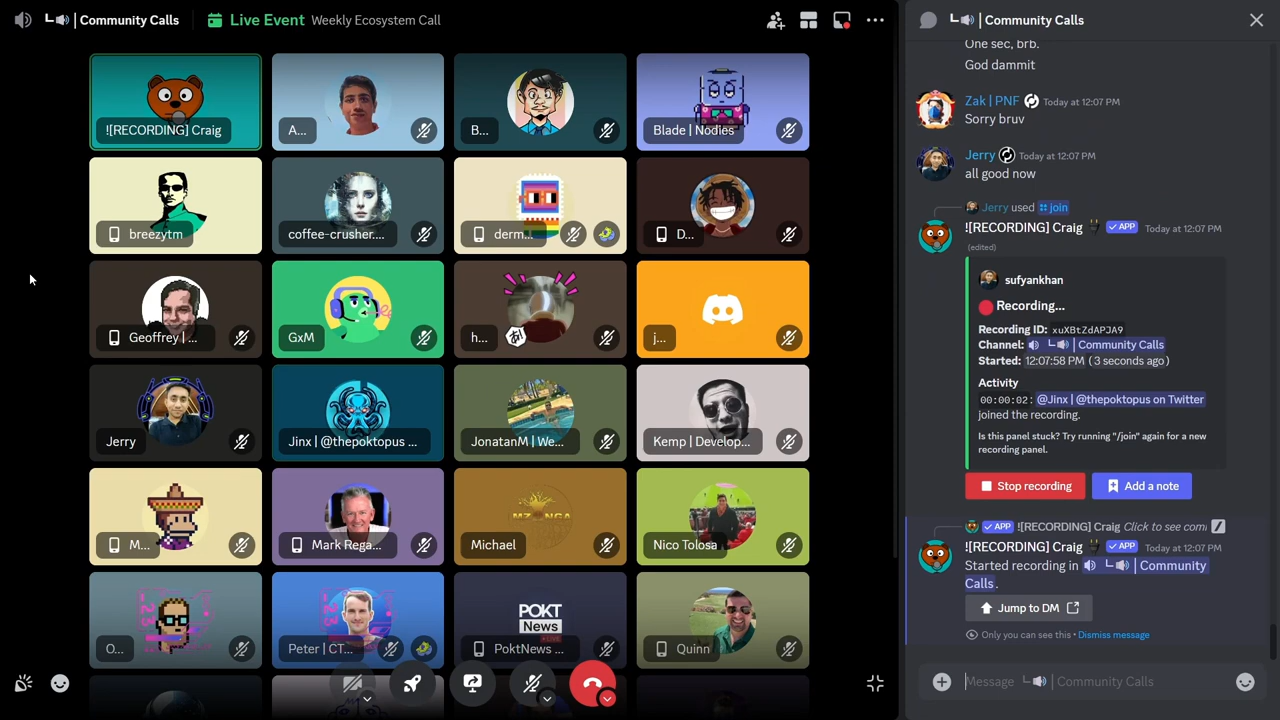 ┗🔊 | Community Calls
Live Event Weekly Ecosystem Call
![RECORDING] Craig
A...
B...
Blade | Nodies
breezytm
coffee-crusher....
derm...
D...
Geoffrey | ...
GxM
h...
j...
Jerry
Jinx | @thepoktopus ...
JonatanM | We...
Kemp | Develop...
M...
Mark Rega...
MZONGA
Michael
Nico Tolosa
O...
Peter | CT...
POKT
News
PoktNews ...
Quinn
┗🔊 | Community Calls
One sec, brb.
God dammit
Zak | PNF Today at 12:07 PM
Sorry bruv
Jerry Today at 12:07 PM
all good now
Jerry used join
![RECORDING] Craig APP Today at 12:07 PM
(edited)
sufyankhan
Recording...
Recording ID: xuXBtZdAPJA9
Channel: ┗🔊 | Community Calls
Started: 12:07:58 PM (3 seconds ago)
Activity
00:00:02: @Jinx | @thepoktopus on Twitter
joined the recording.
Is this panel stuck? Try running "/join" again for a new
recording panel.
Stop recording
Add a note
APP ![RECORDING] Craig Click to see com
![RECORDING] Craig APP Today at 12:07 PM
Started recording in ┗🔊 | Community
Calls.
Jump to DM
Only you can see this • Dismiss message
Message ┗🔊 | Community Calls